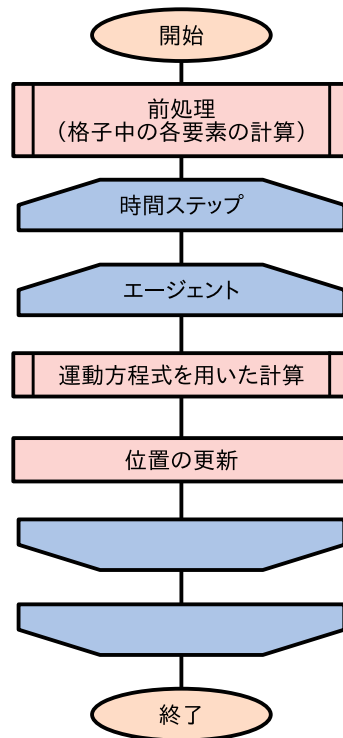 開始
前処理
（格子中の各要素の計算）
時間ステップ
エージェント
運動方程式を用いた計算
位置の更新
終了